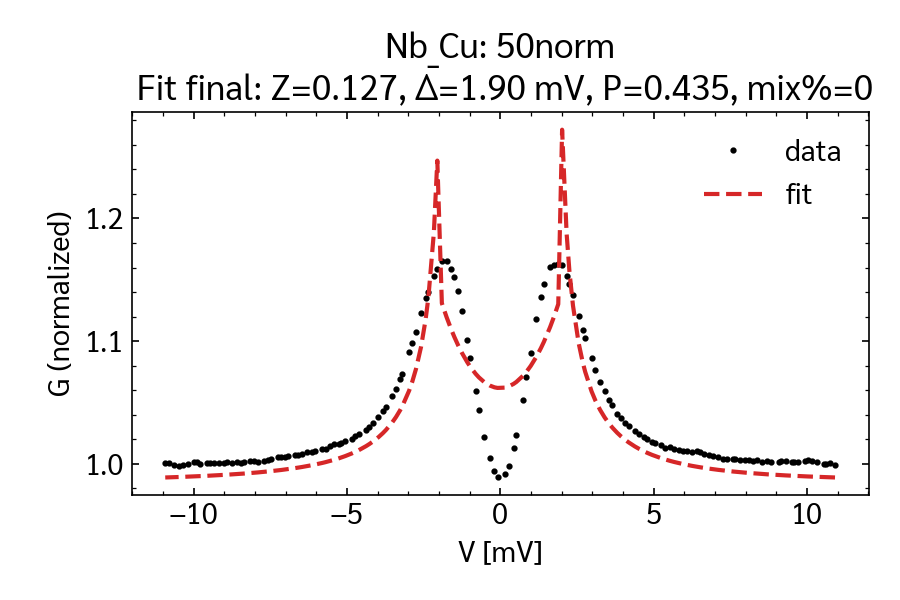 Nb_Cu: 50norm
Fit final: Z=0.127, Δ=1.90 mV, P=0.435, mix%=0
G (normalized)
1.2
1.1
1.0
data
fit
−10
−5
0
5
10
V [mV]